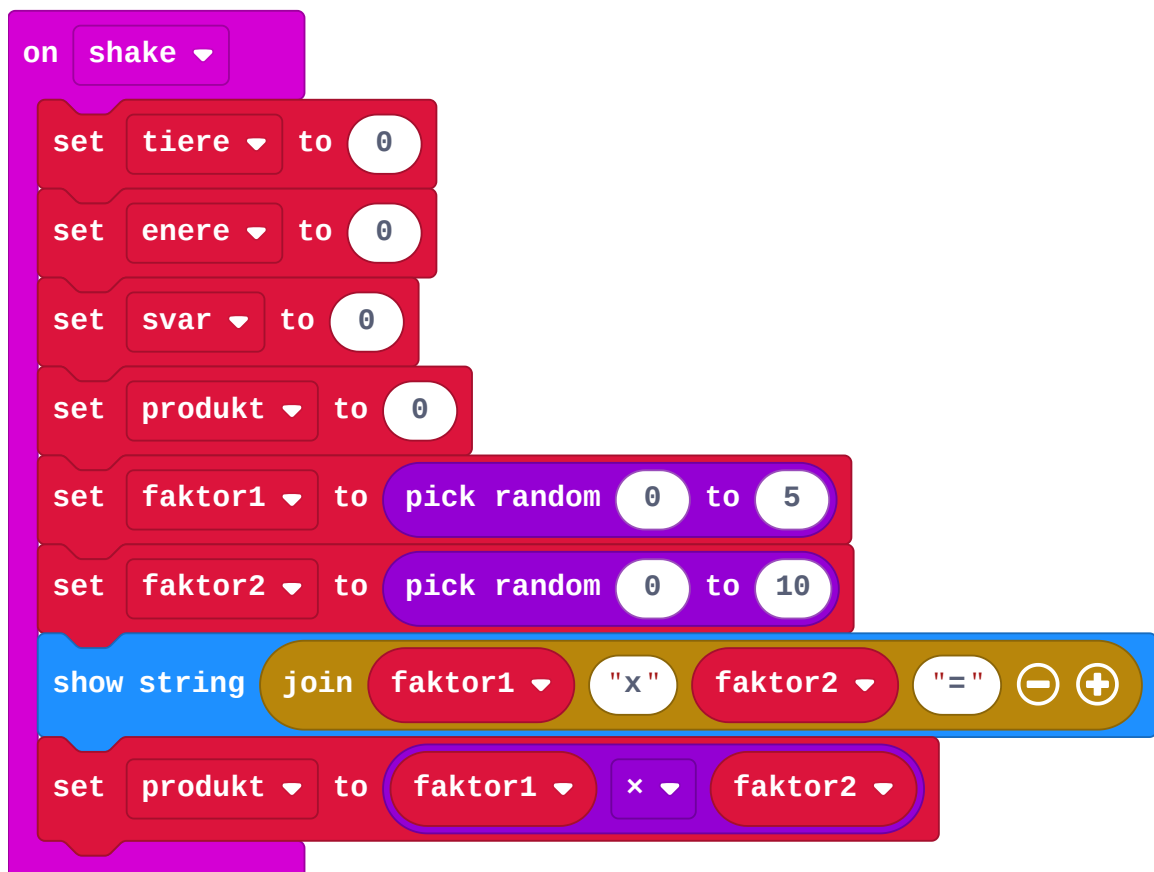 on shake
set tiere to 0
set enere to 0
set svar to 0
set produkt to 0
set faktor1 to pick random 0 to 5
set faktor2 to pick random 0 to 10
show string join faktor1 "x" faktor2 "="
set produkt to faktor1 × faktor2